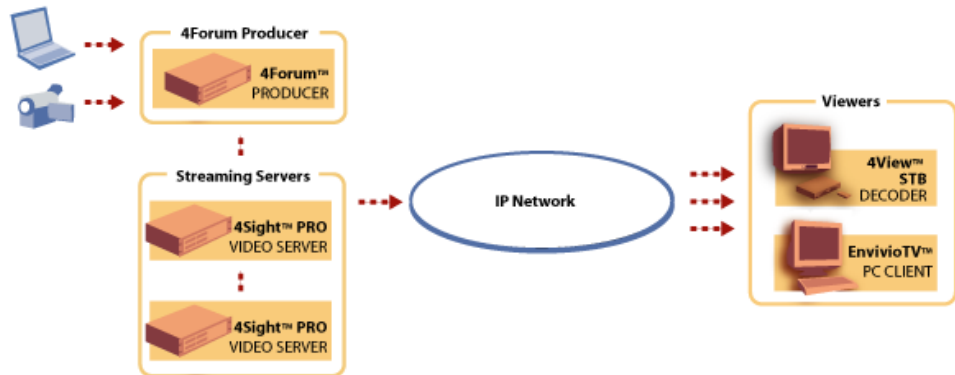 4Forum Producer
4Forum™
PRODUCER
Streaming Servers
4Sight™ PRO
VIDEO SERVER
4Sight™ PRO
VIDEO SERVER
IP Network
Viewers
4View™
STB
DECODER
EnvivioTV™
PC CLIENT